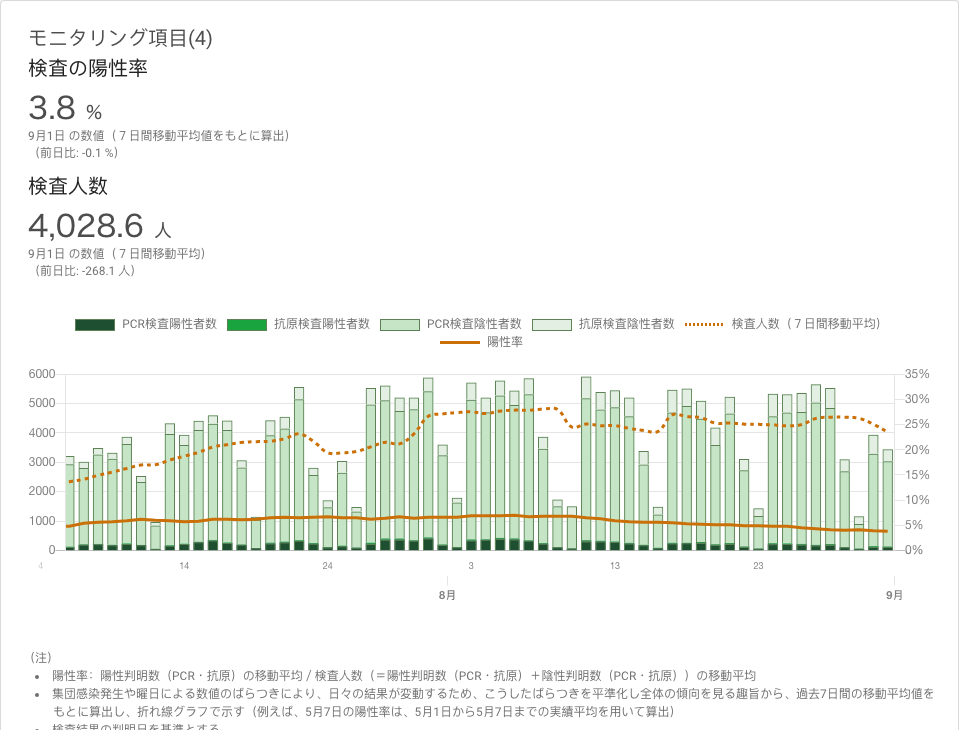 モニタリング項目(4)
検査の陽性率
3.8 %
9月1日 の数値（７日間移動平均値をもとに算出）
（前日比: -0.1 %）
検査人数
4,028.6 人
9月1日 の数値（７日間移動平均）
（前日比: -268.1 人）
PCR検査陽性者数 抗原検査陽性者数 PCR検査陰性者数 抗原検査陰性者数 検査人数（７日間移動平均）
陽性率
6000 35%
5000 30%
4000 25%
3000 20%
2000 15%
1000 10%
0 5%
0%
4 14 24 3 13 23
8月 9月
（注）
• 陽性率：陽性判明数（PCR・抗原）の移動平均 / 検査人数（＝陽性判明数（PCR・抗原）＋陰性判明数（PCR・抗原））の移動平均
• 集団感染発生や曜日による数値のばらつきにより、日々の結果が変動するため、こうしたばらつきを平準化し全体の傾向を見る趣旨から、過去7日間の移動平均値を
もとに算出し、折れ線グラフで示す（例えば、5月7日の陽性率は、5月1日から5月7日までの実績平均を用いて算出）
• 検査結果の判明日を基準とする